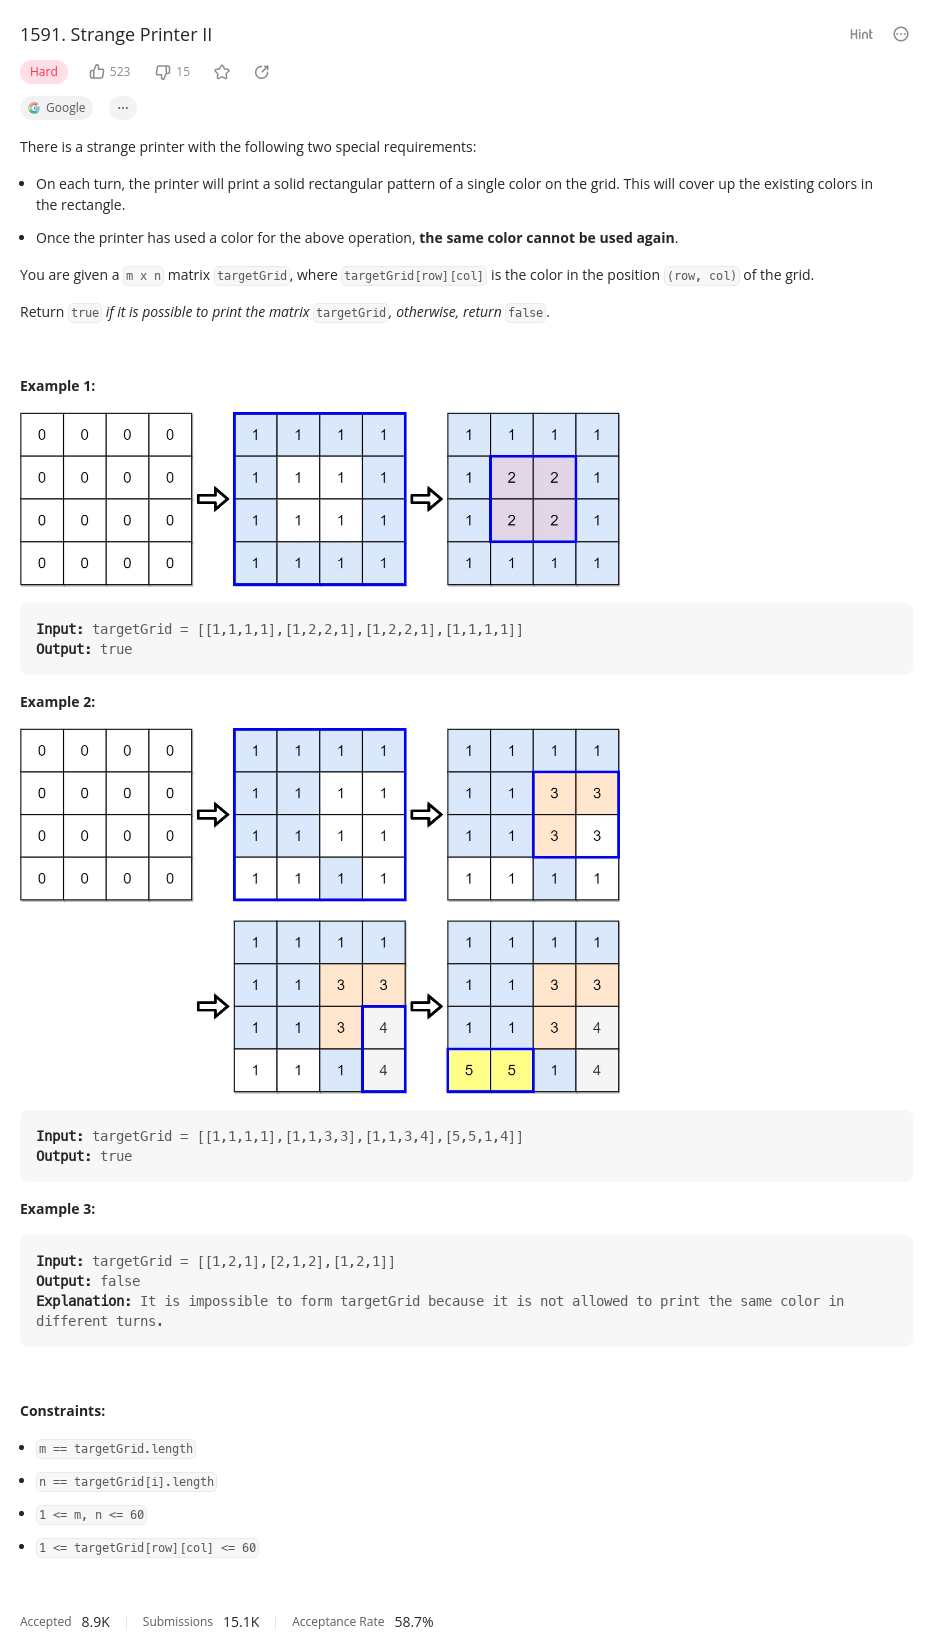 1591. Strange Printer II
Hint
Hard 523 15
Google ...
There is a strange printer with the following two special requirements:
• On each turn, the printer will print a solid rectangular pattern of a single color on the grid. This will cover up the existing colors in
the rectangle.
• Once the printer has used a color for the above operation, the same color cannot be used again.
You are given a m x n matrix targetGrid, where targetGrid[row][col] is the color in the position (row, col) of the grid.
Return true if it is possible to print the matrix targetGrid, otherwise, return false.
Example 1:
0 0 0 0 1 1 1 1 1 1 1 1
0 0 0 0 1 1 1 1 1 2 2 1
0 0 0 0 1 1 1 1 1 2 2 1
0 0 0 0 1 1 1 1 1 1 1 1
Input: targetGrid = [[1,1,1,1],[1,2,2,1],[1,2,2,1],[1,1,1,1]]
Output: true
Example 2:
0 0 0 0 1 1 1 1 1 1 1 1
0 0 0 0 1 1 1 1 1 1 3 3
0 0 0 0 1 1 1 1 1 1 3 3
0 0 0 0 1 1 1 1 1 1 1 1
1 1 1 1 1 1 1 1
1 1 3 3 1 1 3 3
1 1 3 4 1 1 3 4
1 1 1 4 5 5 1 4
Input: targetGrid = [[1,1,1,1],[1,1,3,3],[1,1,3,4],[5,5,1,4]]
Output: true
Example 3:
Input: targetGrid = [[1,2,1],[2,1,2],[1,2,1]]
Output: false
Explanation: It is impossible to form targetGrid because it is not allowed to print the same color in
different turns.
Constraints:
• m == targetGrid.length
• n == targetGrid[i].length
• 1 <= m, n <= 60
• 1 <= targetGrid[row][col] <= 60
Accepted 8.9K Submissions 15.1K Acceptance Rate 58.7%